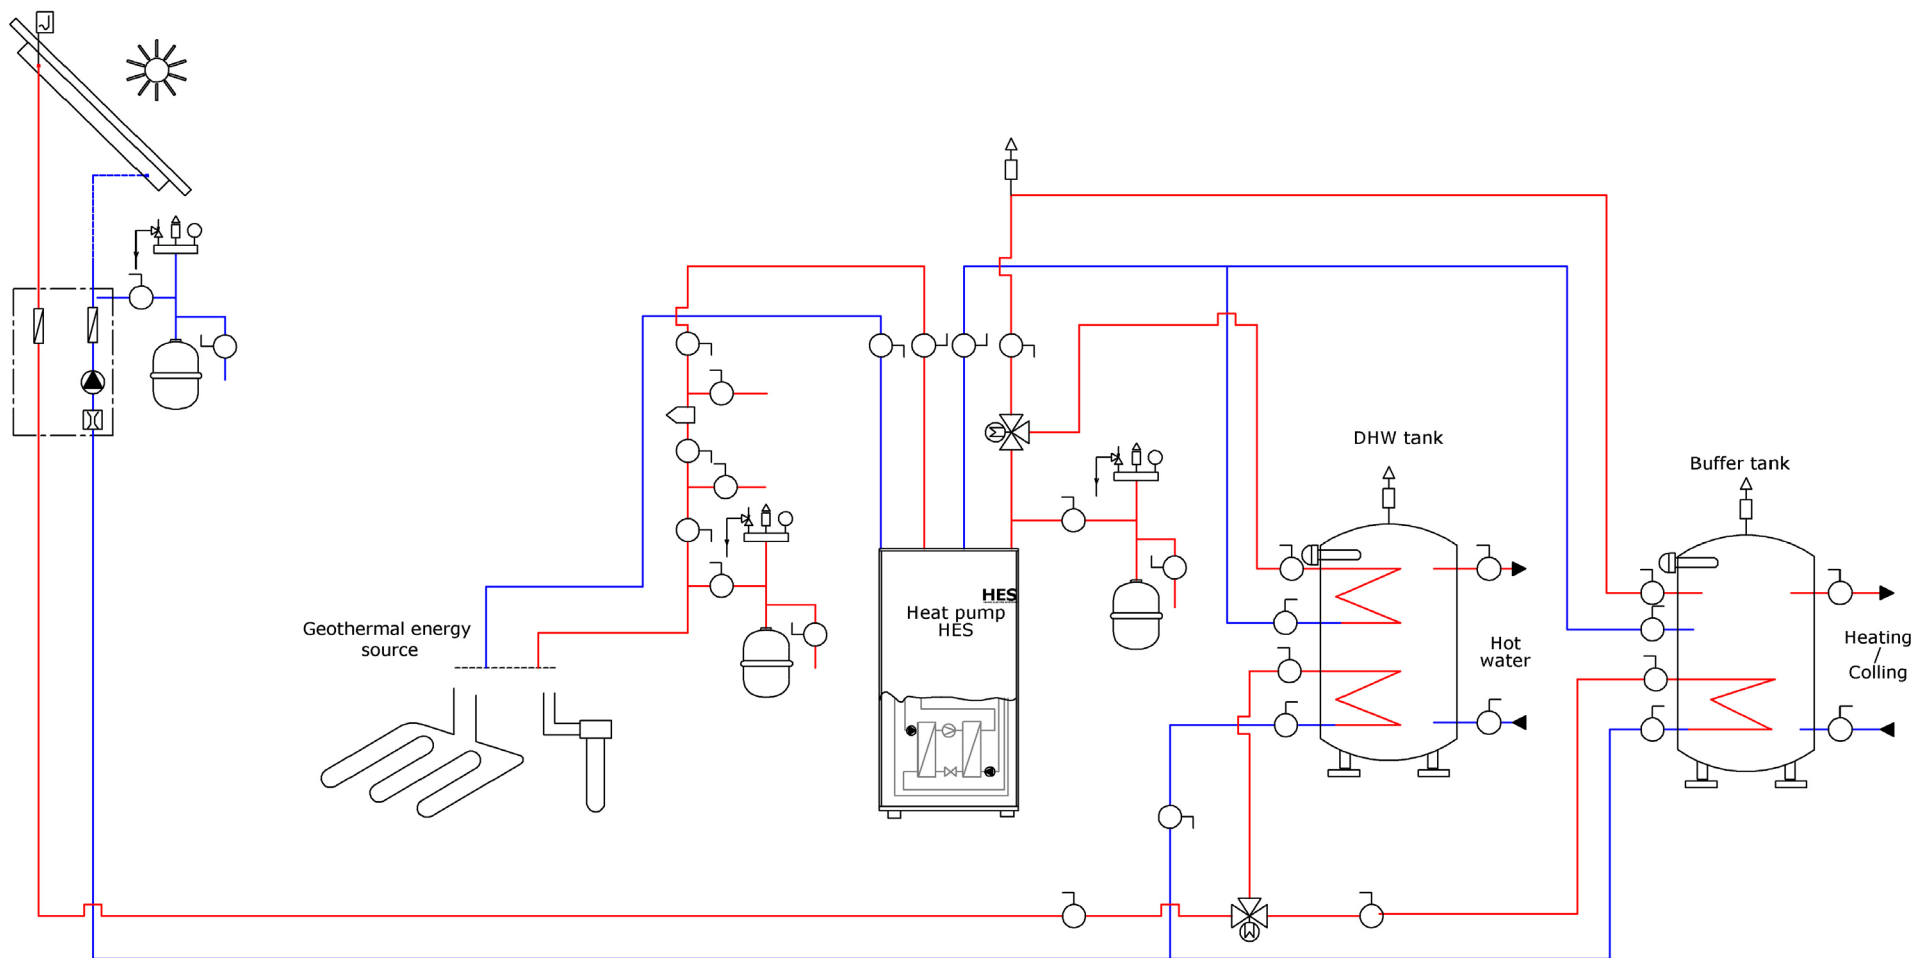 DHW tank
Buffer tank
HES
Heat pump
HES
Geothermal energy
source
Hot
water
Heating
/
Colling
M
M